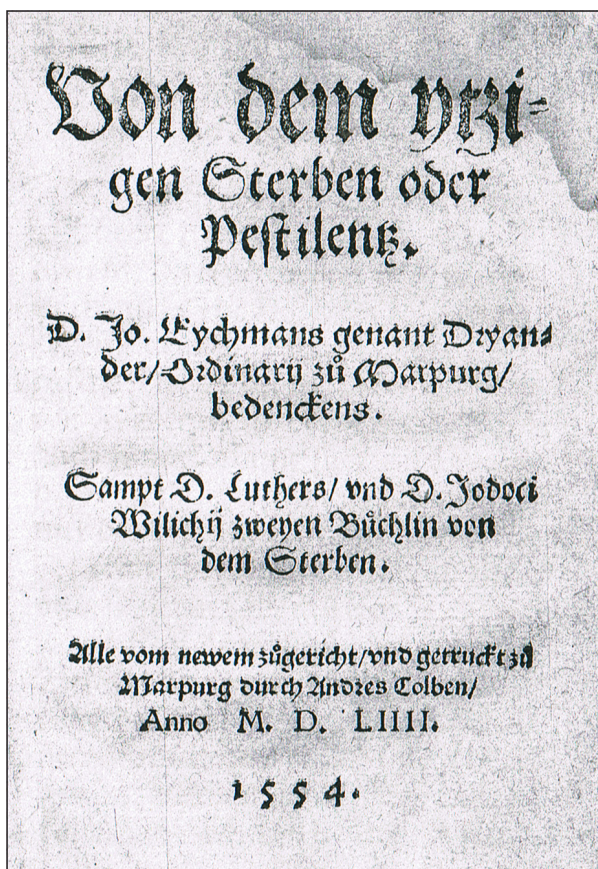 Von dem ytzi-
gen Sterben oder
Pestilentz.
D. Jo. Eychmans genant Dryan-
der/Ordinarij zů Marpurg/
bedenckens.
Sampt D. Luthers/ vnd D. Jodoci
Wilichij zweyen Bůchlin von
dem Sterben.
Alle vom newem zůgericht/vnd getruckt zů
Marpurg durch Andres Colben/
Anno M. D. LIIII.
1554.